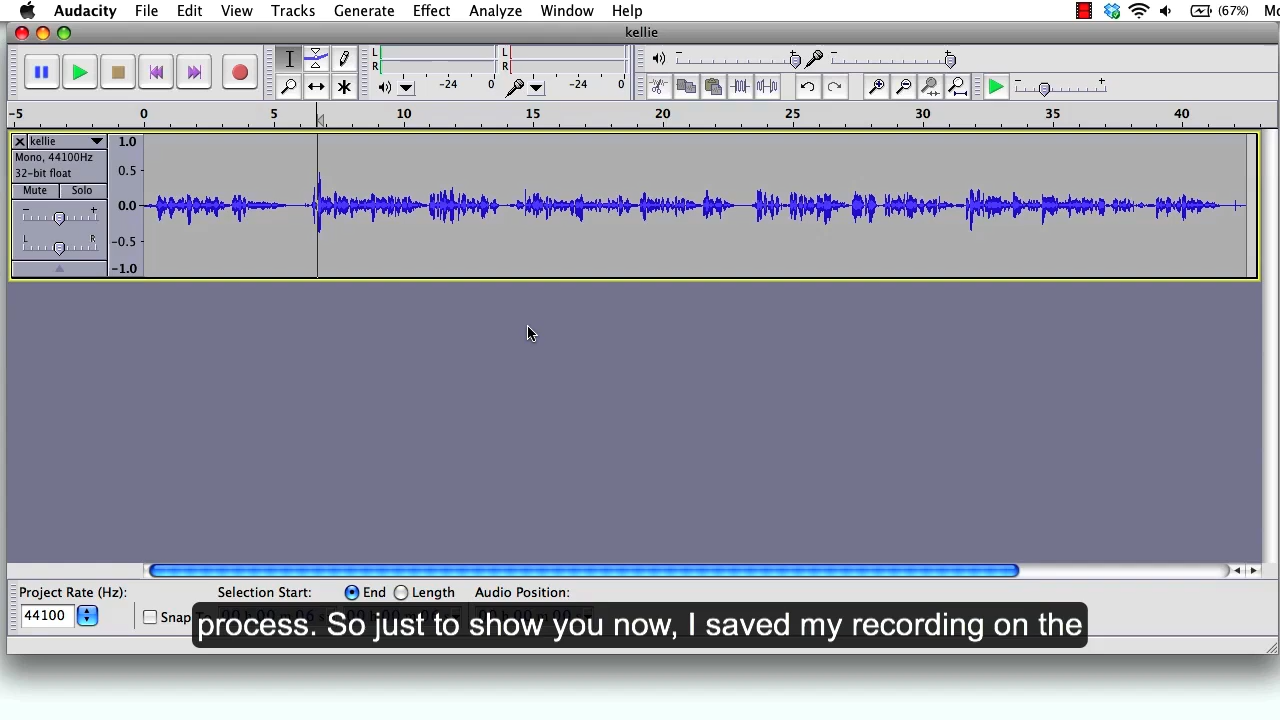 Audacity File Edit View Tracks Generate Effect Analyze Window Help (67%)
kellie
L R -24 0 L R -24 0
-5 0 5 10 15 20 25 30 35 40
kellie
Mono, 44100Hz
32-bit float
Mute Solo
- +
L R
1.0
0.5
0.0
-0.5
-1.0
Project Rate (Hz): Selection Start: End Length Audio Position:
44100 Snap
process. So just to show you now, I saved my recording on the